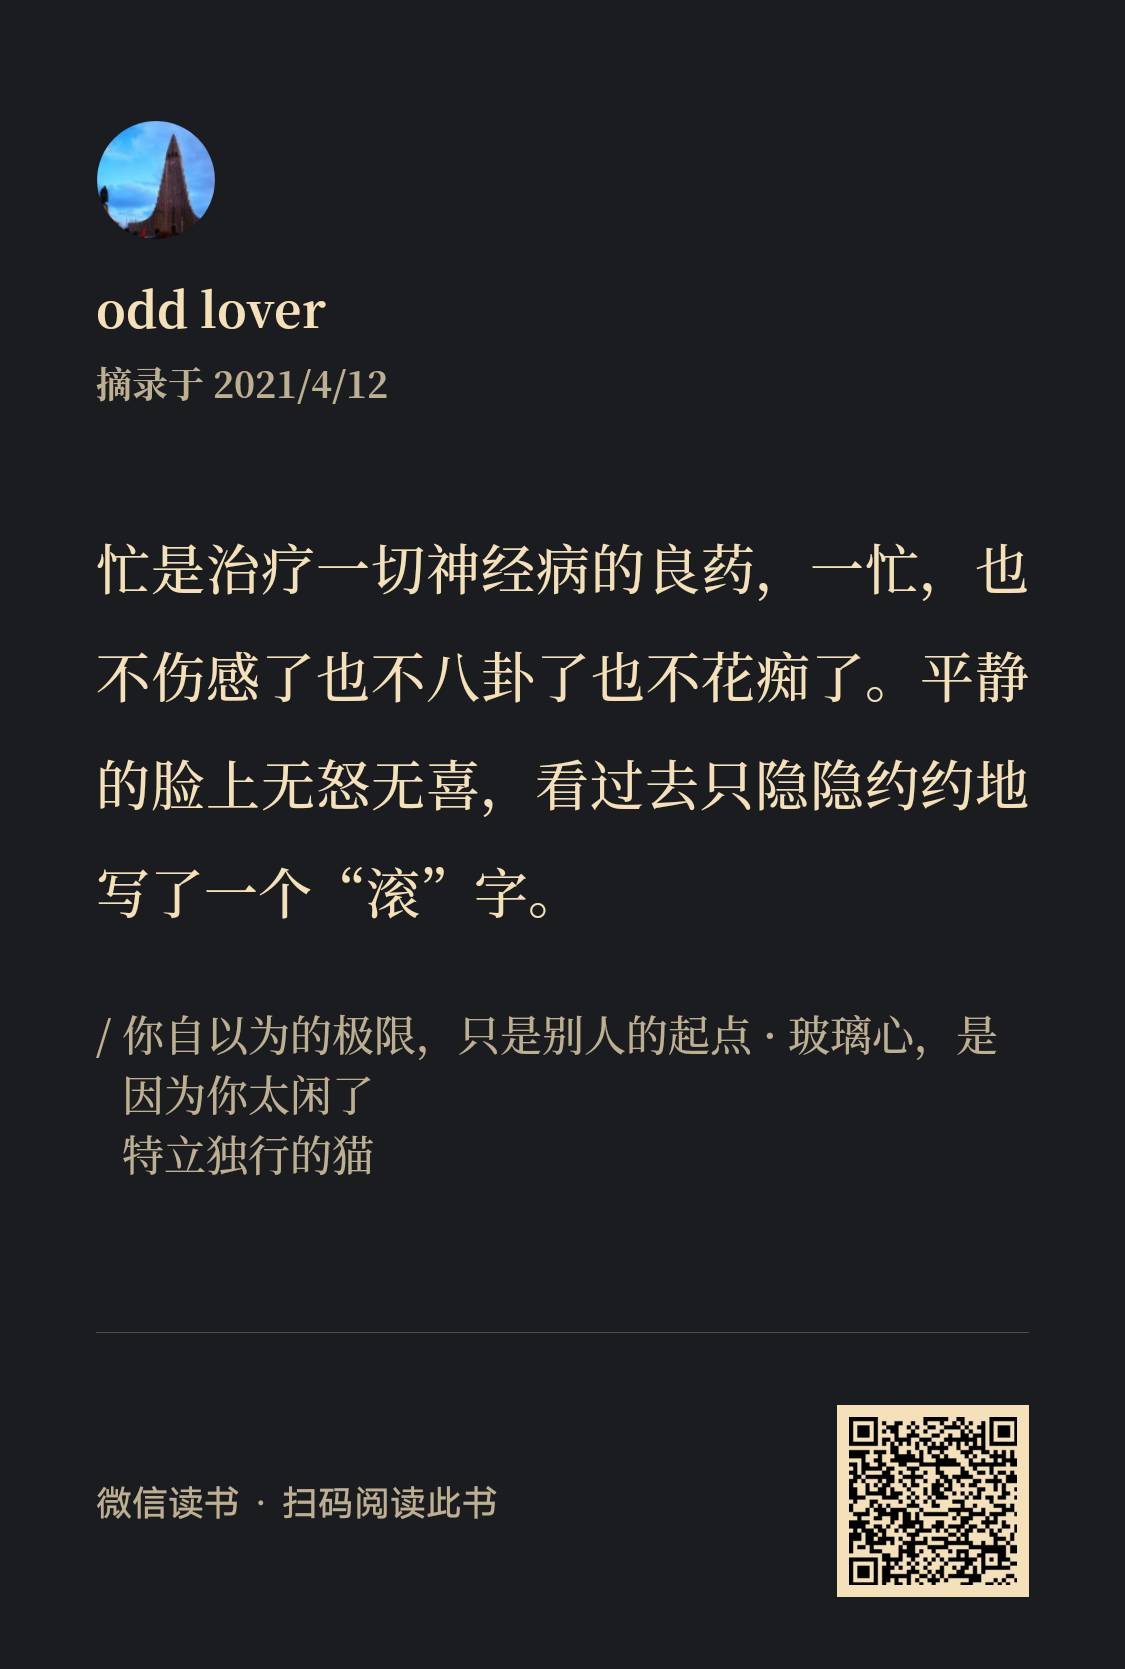 odd lover
摘录于 2021/4/12
忙是治疗一切神经病的良药，一忙，也
不伤感了也不八卦了也不花痴了。平静
的脸上无怒无喜，看过去只隐隐约约地
写了一个“滚”字。
/ 你自以为的极限，只是别人的起点 · 玻璃心，是
因为你太闲了
特立独行的猫
微信读书 · 扫码阅读此书